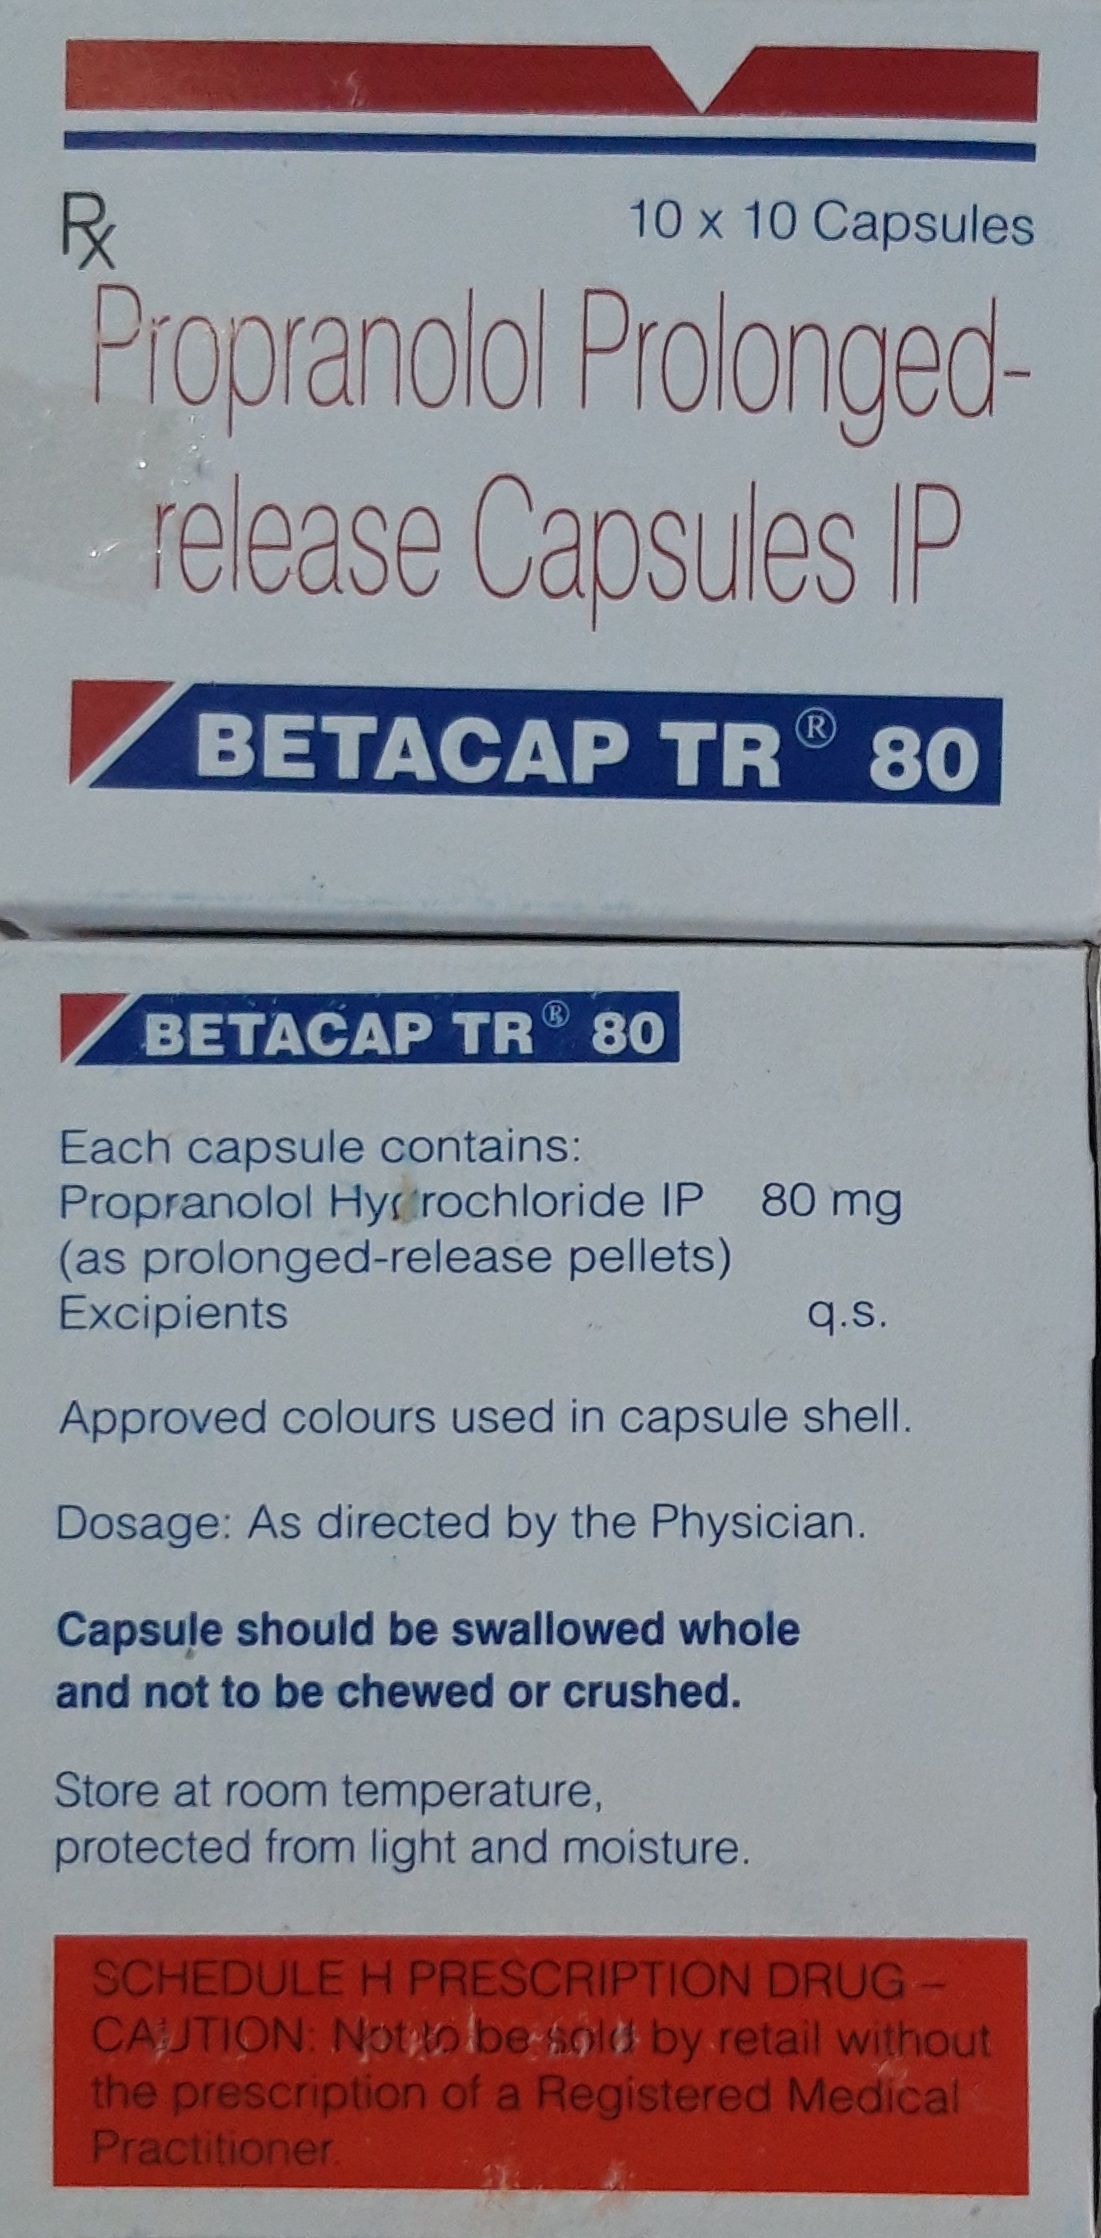 Rx
10 x 10 Capsules
Propranolol Prolonged-
release Capsules IP
BETACAP TR® 80
BETACAP TR® 80
Each capsule contains:
Propranolol Hydrochloride IP 80 mg
(as prolonged-release pellets)
Excipients q.s.
Approved colours used in capsule shell.
Dosage: As directed by the Physician.
Capsule should be swallowed whole
and not to be chewed or crushed.
Store at room temperature,
protected from light and moisture.
SCHEDULE H PRESCRIPTION DRUG –
CAUTION: Not to be sold by retail without
the prescription of a Registered Medical
Practitioner.